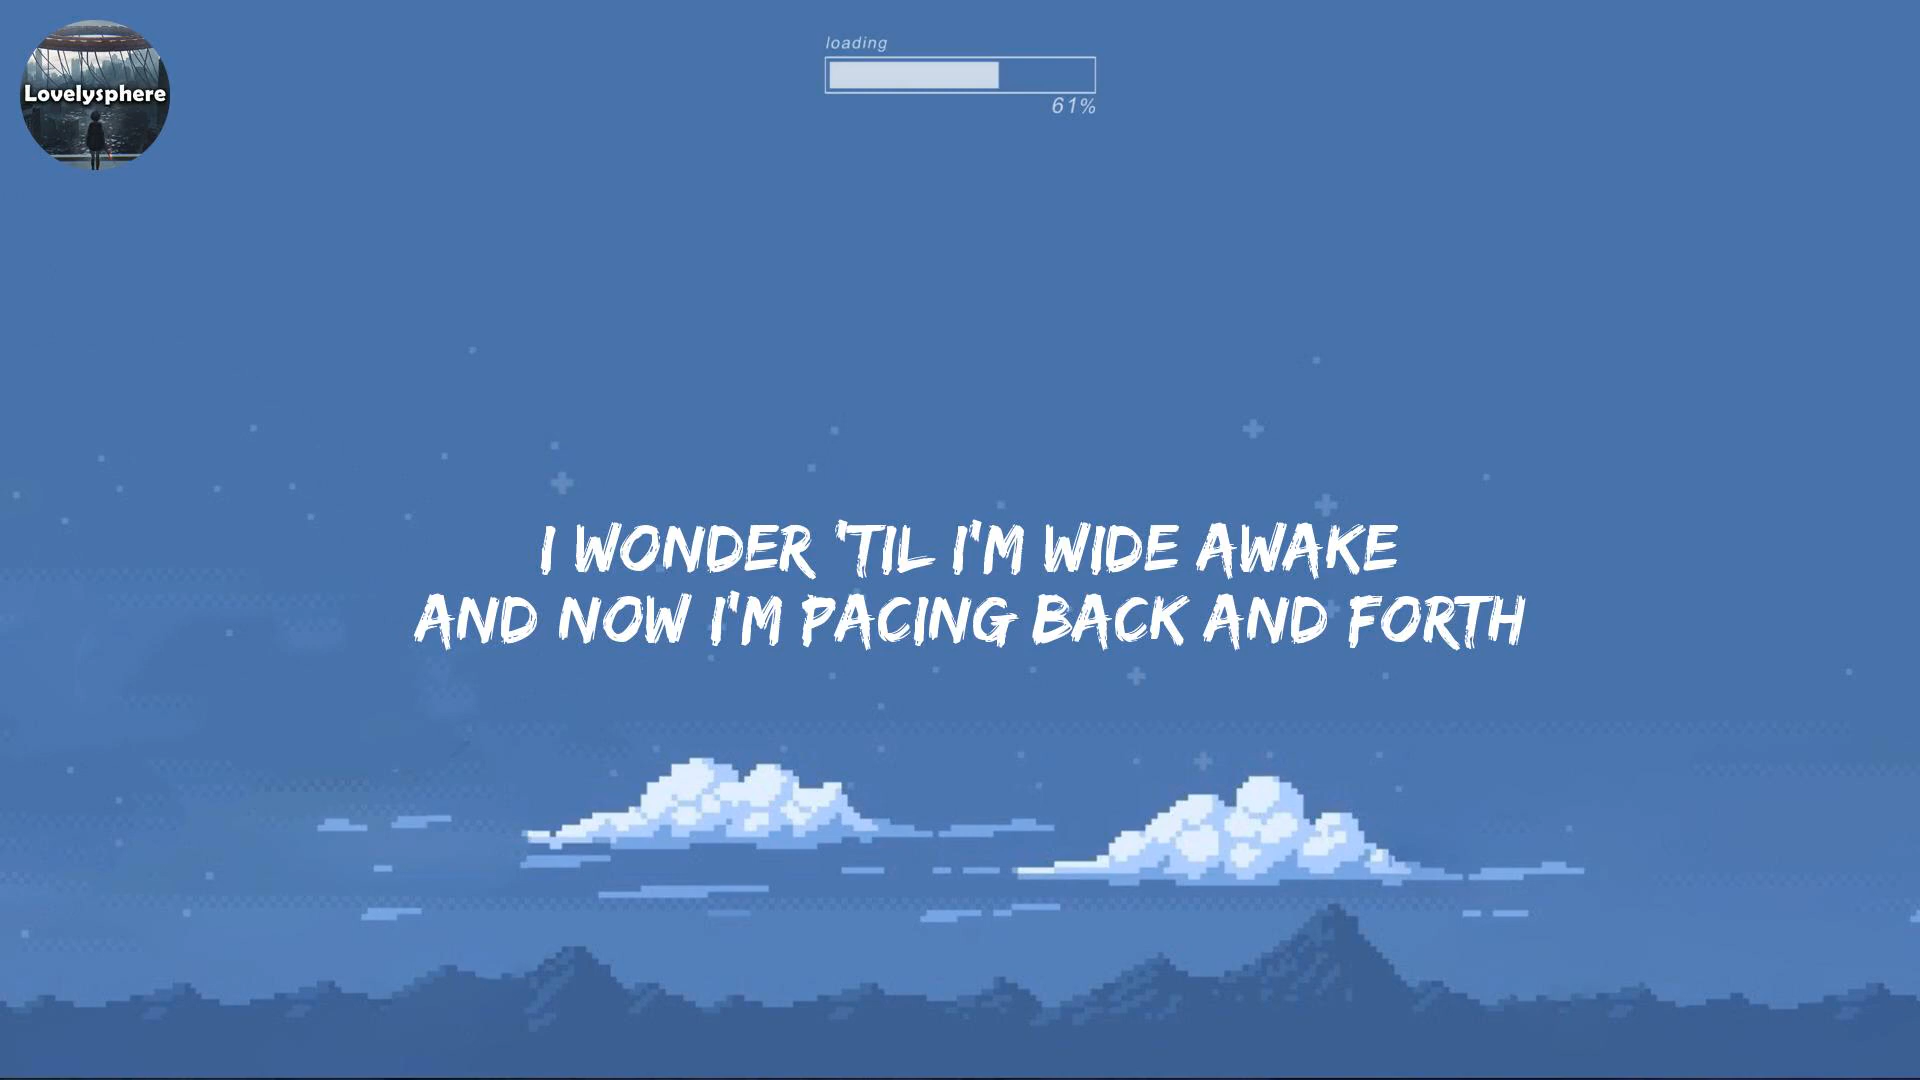 Lovelysphere
loading
61%
I WONDER 'TIL I'M WIDE AWAKE
AND NOW I'M PACING BACK AND FORTH